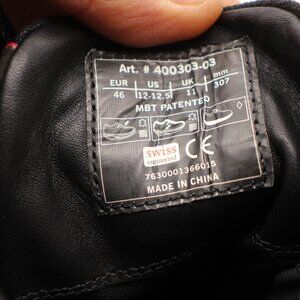 Art. # 400303-03
EUR US UK mm
46 12-12.5 11 307
MBT PATENTED
swiss
connected
CE
7630001366015
MADE IN CHINA